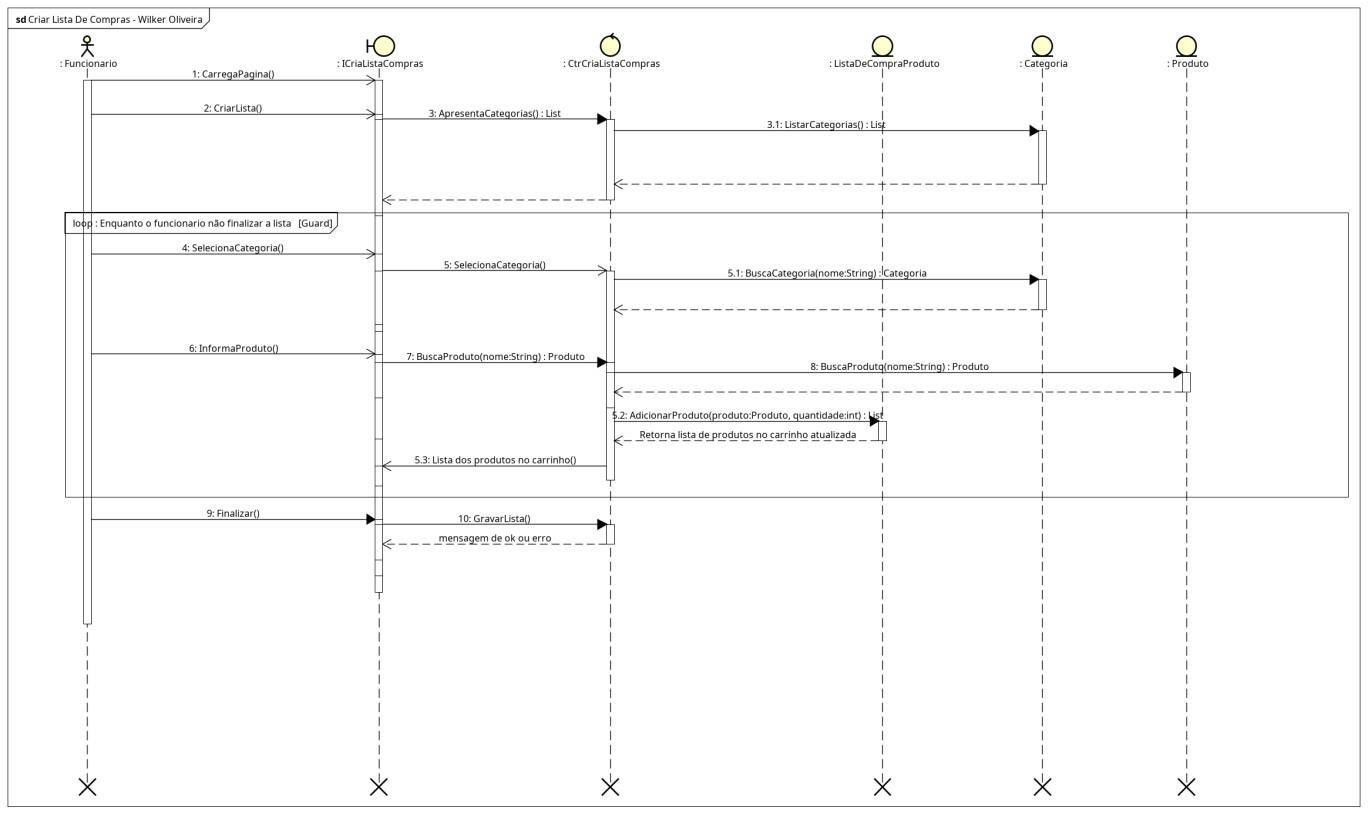 sd Criar Lista De Compras - Wilker Oliveira
: Funcionario
: ICriaListaCompras
: CtrCriaListaCompras
: ListaDeCompraProduto
: Categoria
: Produto
1: CarregaPagina()
2: CriarLista()
3: ApresentaCategorias() : List
3.1: ListarCategorias() : List
loop : Enquanto o funcionario não finalizar a lista [Guard]
4: SelecionaCategoria()
5: SelecionaCategoria()
5.1: BuscaCategoria(nome:String) : Categoria
6: InformaProduto()
7: BuscaProduto(nome:String) : Produto
8: BuscaProduto(nome:String) : Produto
5.2: AdicionarProduto(produto:Produto, quantidade:int) : List
Retorna lista de produtos no carrinho atualizada
5.3: Lista dos produtos no carrinho()
9: Finalizar()
10: GravarLista()
mensagem de ok ou erro